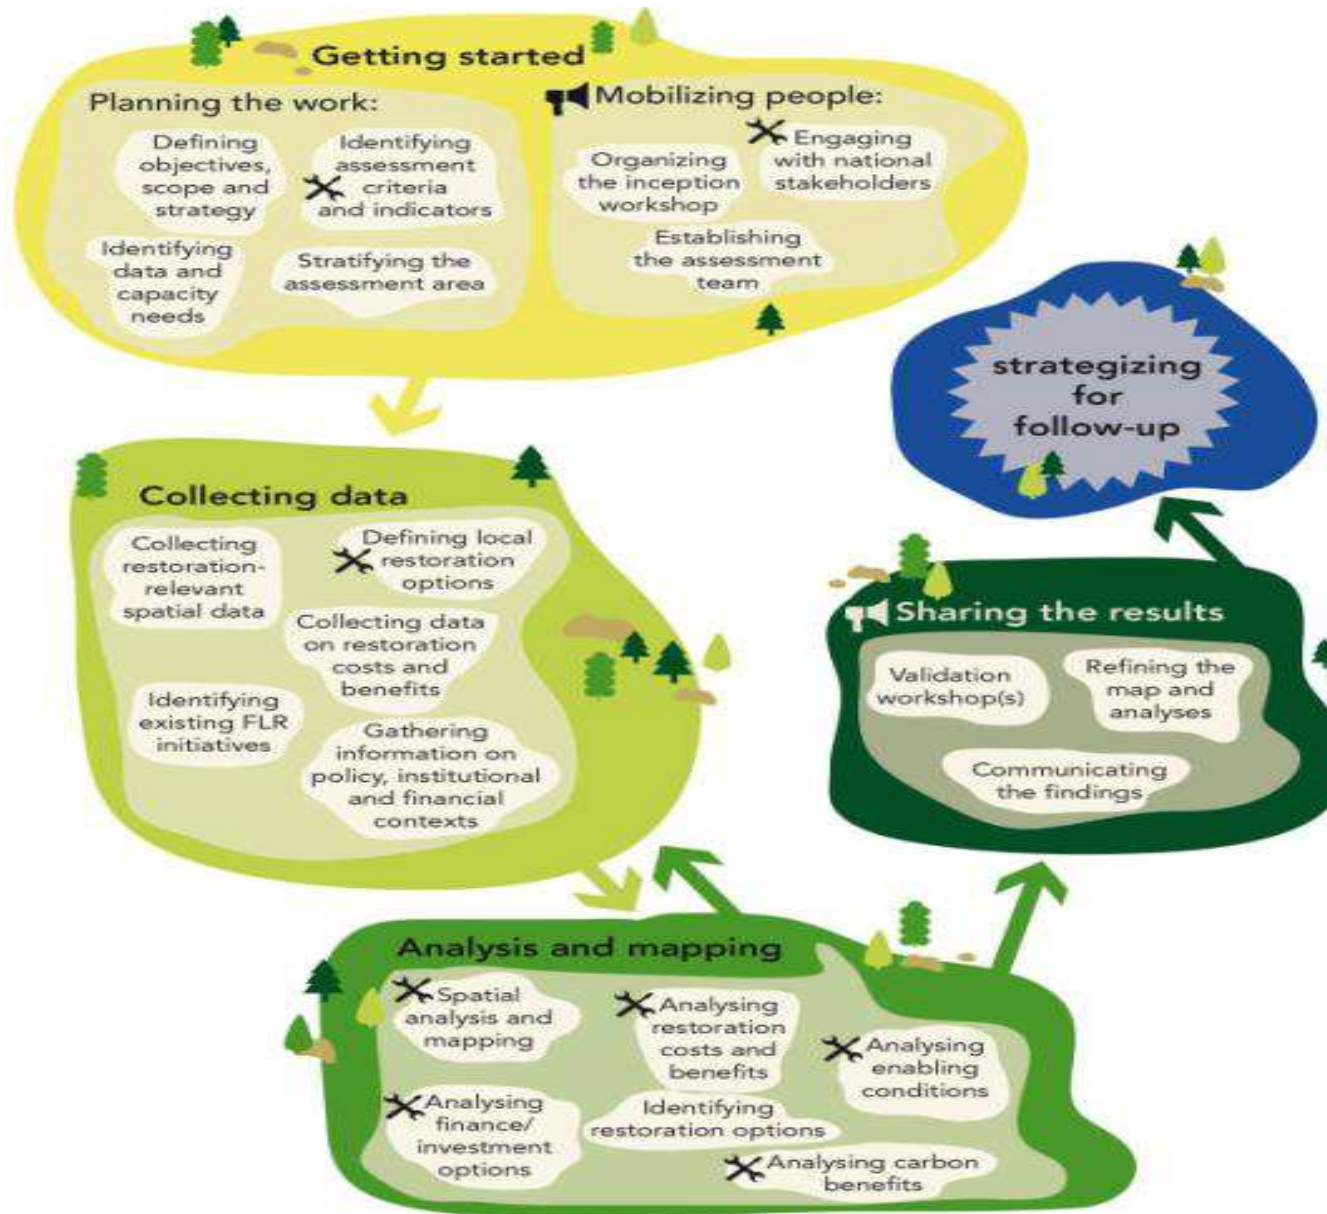 Getting started
Planning the work:
Defining
objectives,
scope and
strategy
Identifying
assessment
criteria
and indicators
Identifying
data and
capacity
needs
Stratifying the
assessment area
Mobilizing people:
Organizing
the inception
workshop
Engaging
with national
stakeholders
Establishing
the assessment
team
Collecting data
Collecting
restoration-
relevant
spatial data
Defining local
restoration
options
Collecting data
on restoration
costs and
benefits
Identifying
existing FLR
initiatives
Gathering
information on
policy, institutional
and financial
contexts
Analysis and mapping
Spatial
analysis and
mapping
Analysing
restoration
costs and
benefits
Analysing
enabling
conditions
Analysing
finance/
investment
options
Identifying
restoration options
Analysing carbon
benefits
Sharing the results
Validation
workshop(s)
Refining the
map and
analyses
Communicating
the findings
strategizing
for
follow-up